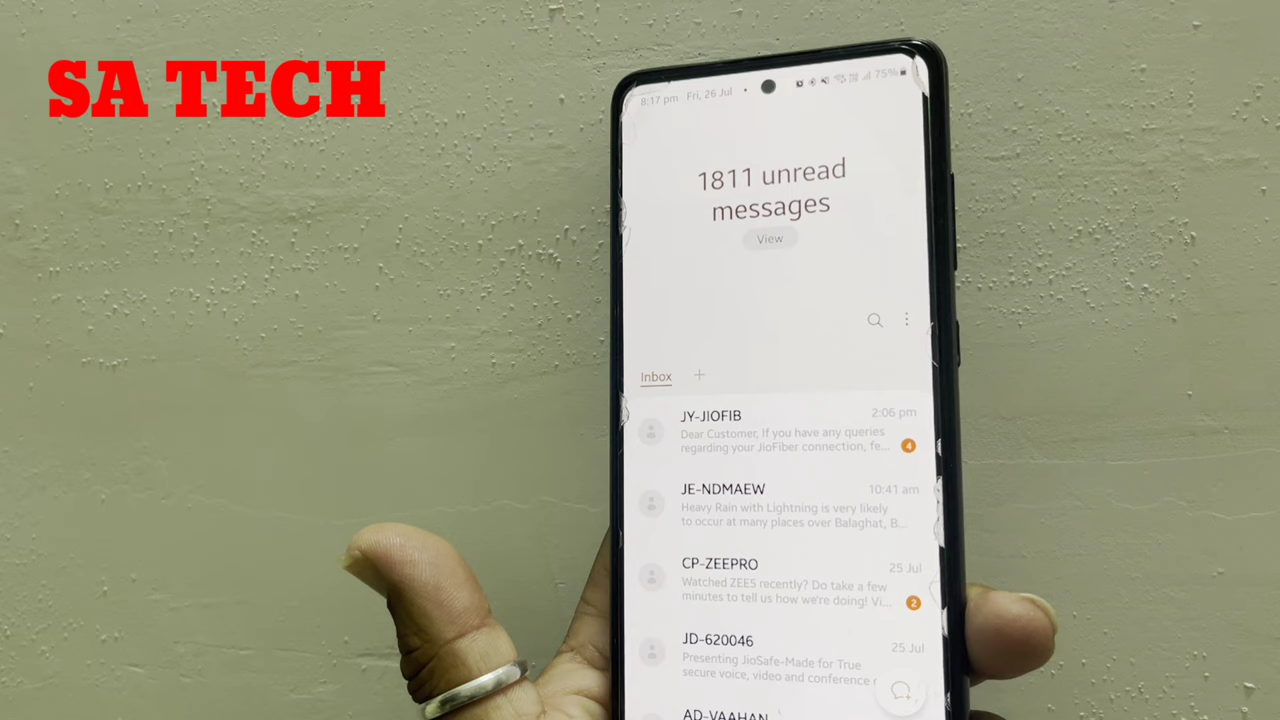 SA TECH
8:17 pm Fri, 26 Jul • 75%
1811 unread
messages
View
Inbox +
JY-JIOFIB 2:06 pm
Dear Customer, If you have any queries
regarding your JioFiber connection, fe... 4
JE-NDMAEW 10:41 am
Heavy Rain with Lightning is very likely
to occur at many places over Balaghat, B...
CP-ZEEPRO 25 Jul
Watched ZEE5 recently? Do take a few
minutes to tell us how we're doing! Vi... 2
JD-620046 25 Jul
Presenting JioSafe-Made for True
secure voice, video and conference
AD-VAAHAN